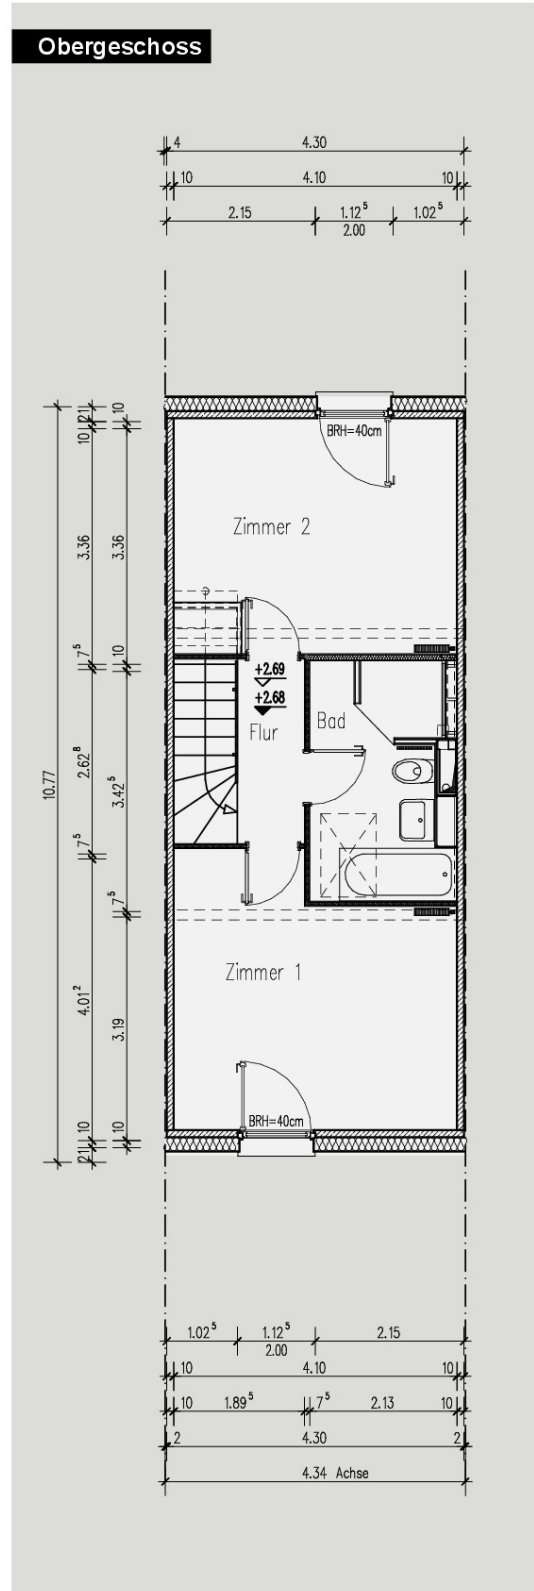 Obergeschoss
4 4.30
10 4.10 10
2.15 1.12⁵ 1.02⁵
2.00
BRH=40cm
Zimmer 2
+2.69
+2.68
Flur
Bad
Zimmer 1
BRH=40cm
10.77
21 10 3.36 7⁵ 2.62⁸ 7⁵ 4.01² 10 21
10 3.36 10 3.42⁵ 7⁵ 3.19 10
1.02⁵ 1.12⁵ 2.15
2.00
10 4.10 10
10 1.89⁵ 7⁵ 2.13 10
2 4.30 2
4.34 Achse